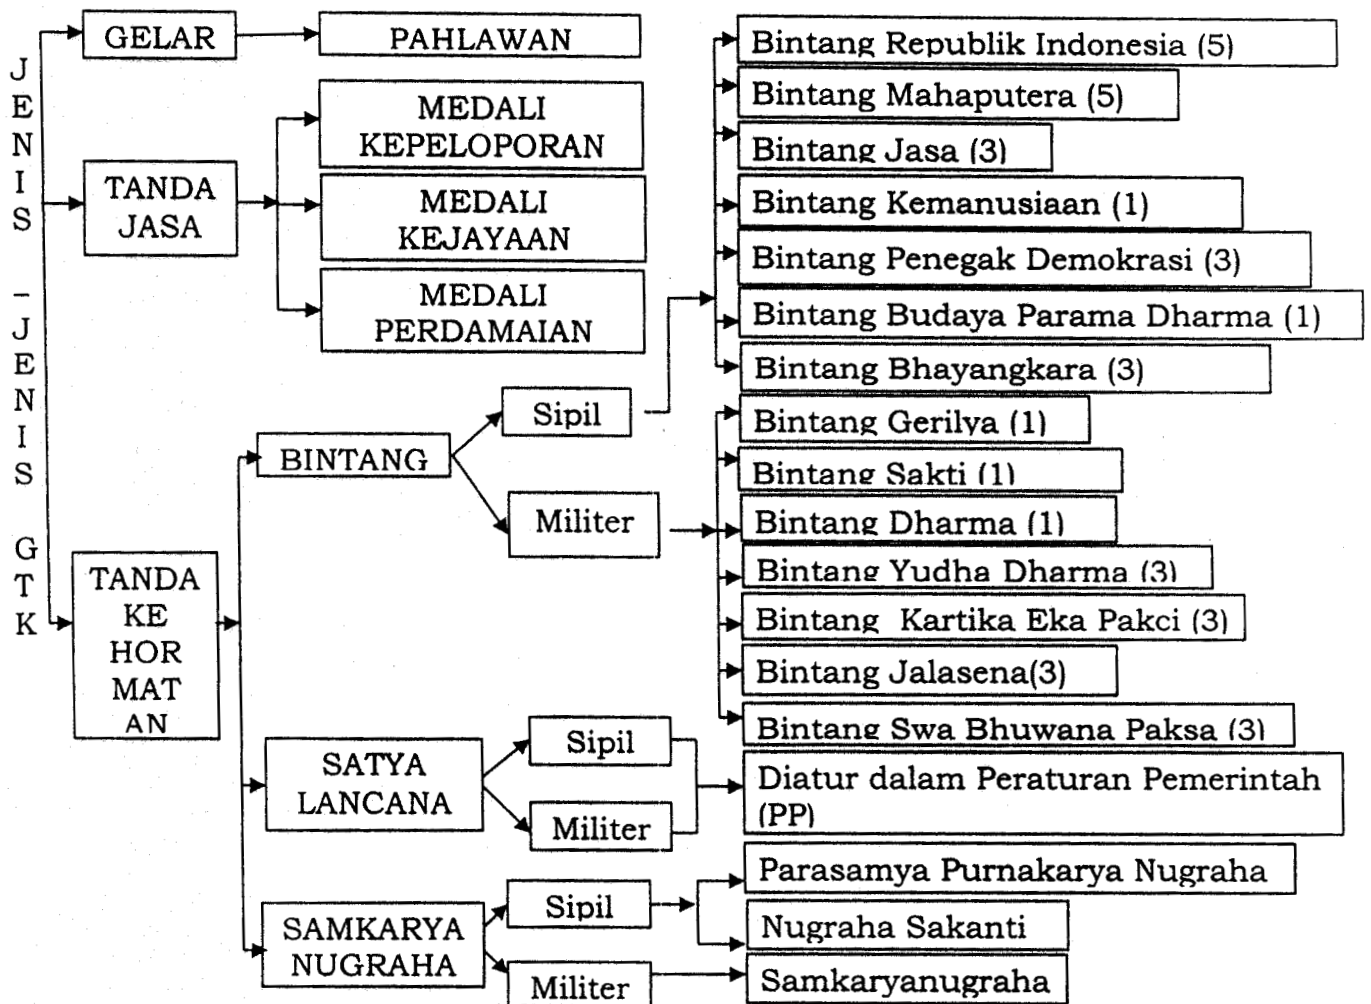 JENIS – JENIS GTK
GELAR
PAHLAWAN
TANDA
JASA
MEDALI
KEPELOPORAN
MEDALI
KEJAYAAN
MEDALI
PERDAMAIAN
TANDA
KE
HOR
MAT
AN
BINTANG
Sipil
Bintang Republik Indonesia (5)
Bintang Mahaputera (5)
Bintang Jasa (3)
Bintang Kemanusiaan (1)
Bintang Penegak Demokrasi (3)
Bintang Budaya Parama Dharma (1)
Bintang Bhayangkara (3)
Militer
Bintang Gerilya (1)
Bintang Sakti (1)
Bintang Dharma (1)
Bintang Yudha Dharma (3)
Bintang Kartika Eka Pakci (3)
Bintang Jalasena(3)
Bintang Swa Bhuwana Paksa (3)
SATYA
LANCANA
Sipil
Militer
Diatur dalam Peraturan Pemerintah
(PP)
SAMKARYA
NUGRAHA
Sipil
Parasamya Purnakarya Nugraha
Nugraha Sakanti
Militer
Samkaryanugraha